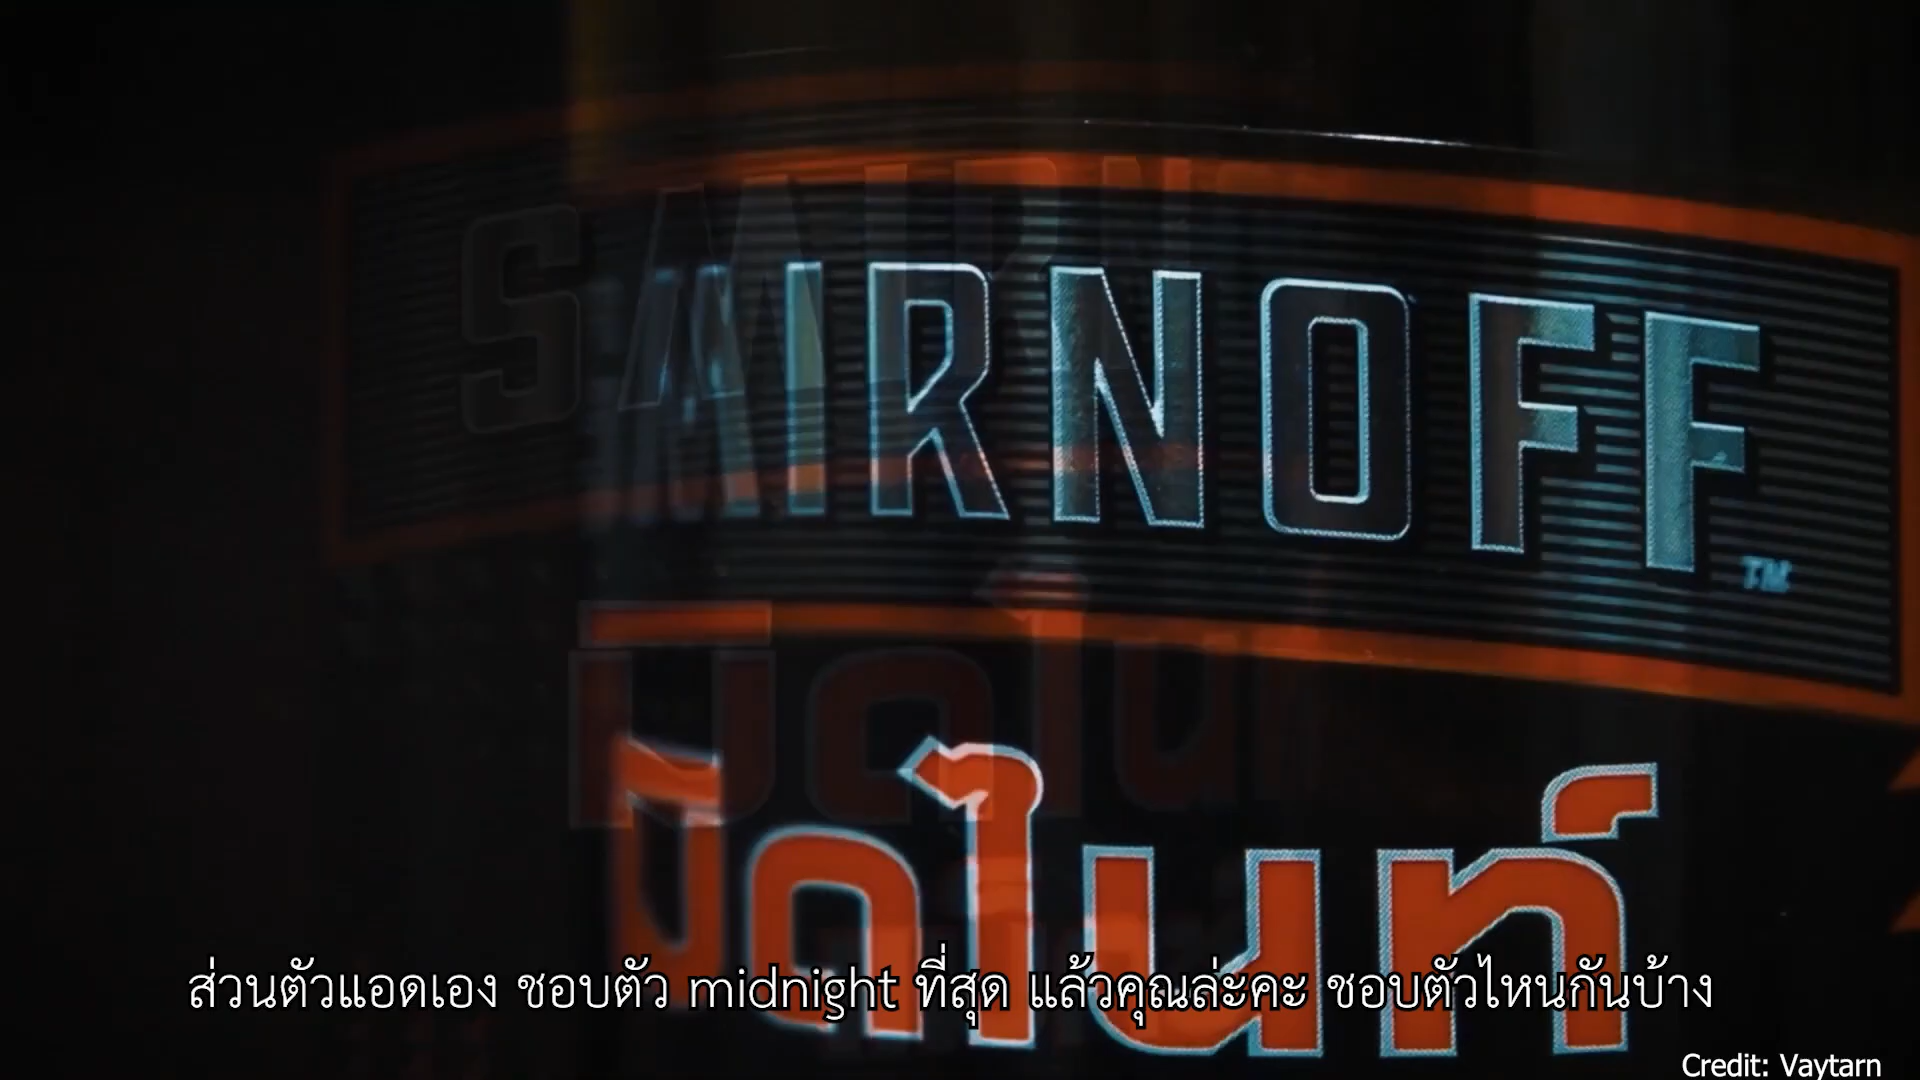 SMIRNOFF
TM
มิดไนท์
ส่วนตัวแอดเอง ชอบตัว midnight ที่สุด แล้วคุณล่ะคะ ชอบตัวไหนกันบ้าง
Credit: Vaytarn